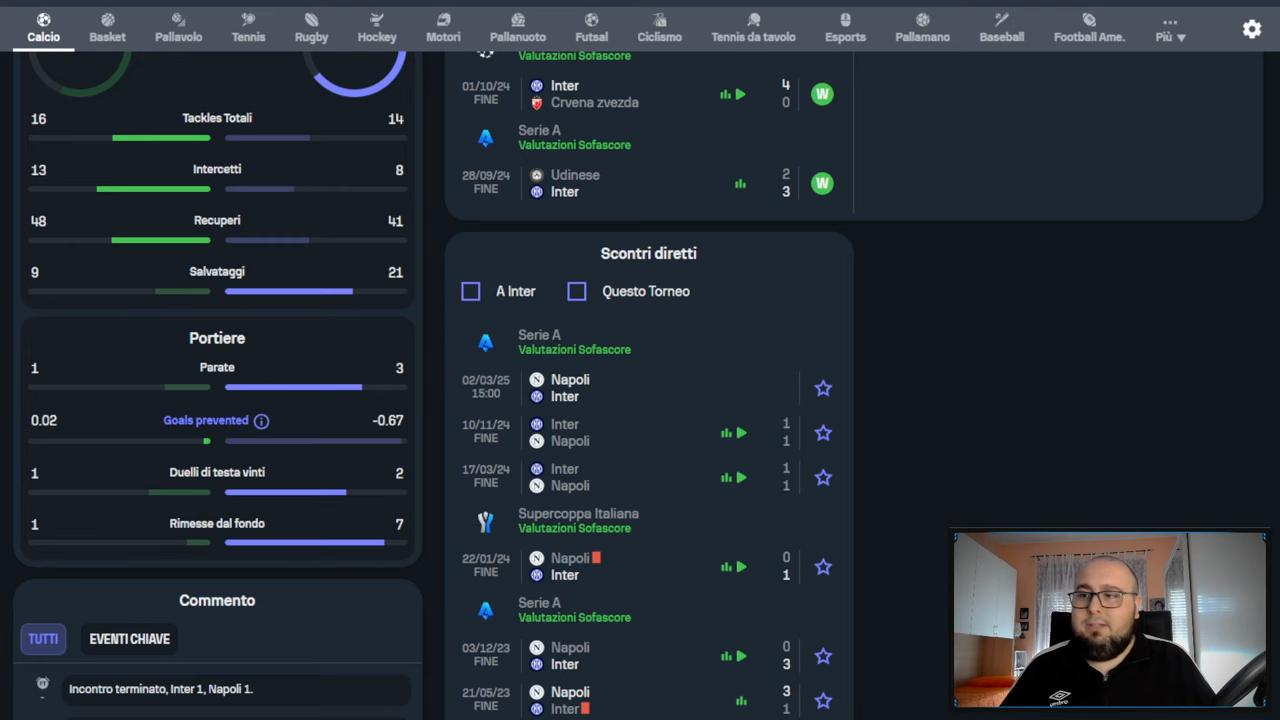 Calcio
Basket
Pallavolo
Tennis
Rugby
Hockey
Motori
Pallanuoto
Futsal
Ciclismo
Tennis da tavolo
Esports
Pallamano
Baseball
Football Ame.
Più ▼
16 Tackles Totali 14
13 Intercetti 8
48 Recuperi 41
9 Salvataggi 21
Portiere
1 Parate 3
0.02 Goals prevented -0.67
1 Duelli di testa vinti 2
1 Rimesse dal fondo 7
Commento
TUTTI EVENTI CHIAVE
Incontro terminato, Inter 1, Napoli 1.
Valutazioni Sofascore
01/10/24 Inter 4
FINE Crvena zvezda 0
W
Serie A
Valutazioni Sofascore
28/09/24 Udinese 2
FINE Inter 3
W
Scontri diretti
A Inter Questo Torneo
Serie A
Valutazioni Sofascore
02/03/25 Napoli
15:00 Inter
10/11/24 Inter 1
FINE Napoli 1
17/03/24 Inter 1
FINE Napoli 1
Supercoppa Italiana
Valutazioni Sofascore
22/01/24 Napoli 0
FINE Inter 1
Serie A
Valutazioni Sofascore
03/12/23 Napoli 0
FINE Inter 3
21/05/23 Napoli 3
FINE Inter 1
umbro